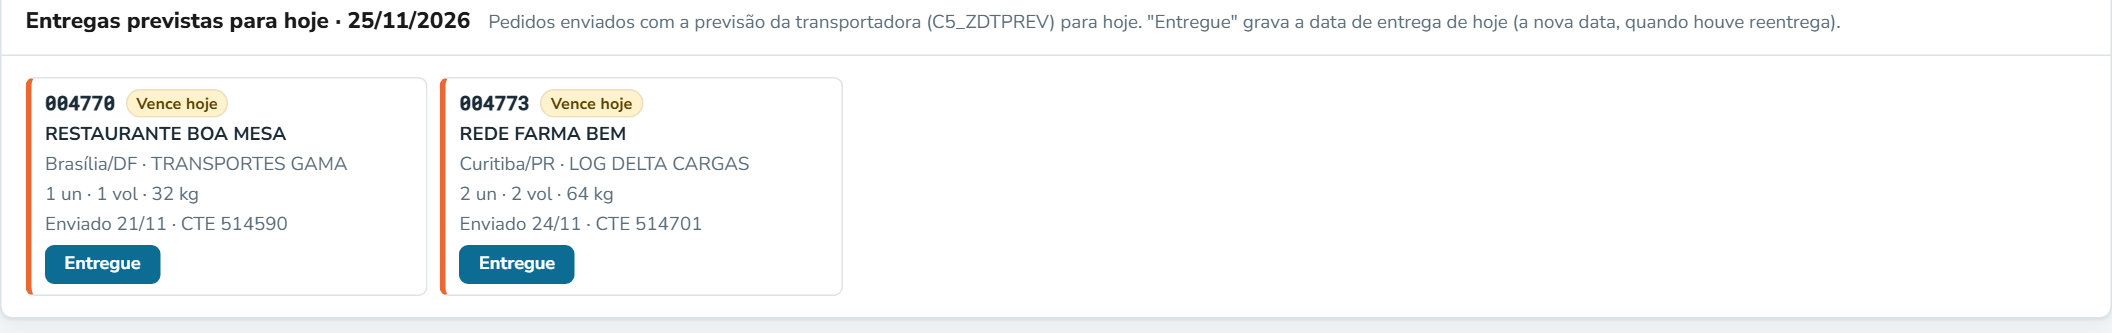 Entregas previstas para hoje · 25/11/2026 Pedidos enviados com a previsão da transportadora (C5_ZDTPREV) para hoje. "Entregue" grava a data de entrega de hoje (a nova data, quando houve reentrega).
004770 Vence hoje
RESTAURANTE BOA MESA
Brasília/DF · TRANSPORTES GAMA
1 un · 1 vol · 32 kg
Enviado 21/11 · CTE 514590
Entregue
004773 Vence hoje
REDE FARMA BEM
Curitiba/PR · LOG DELTA CARGAS
2 un · 2 vol · 64 kg
Enviado 24/11 · CTE 514701
Entregue